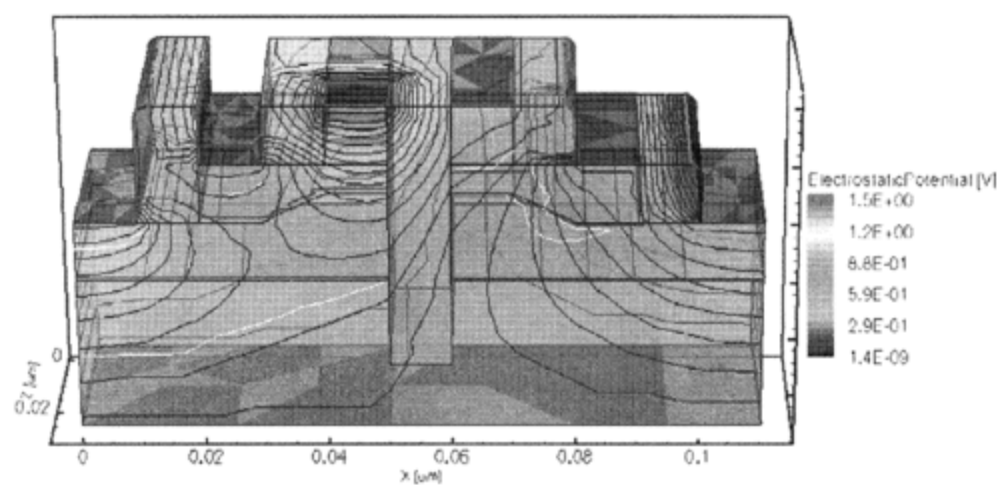 ElectrostaticPotential [V]
1.5E+00
1.2E+00
8.8E-01
5.9E-01
2.9E-01
1.4E-09
0
Z [um]
0.02
0
0.02
0.04
0.06
0.08
0.1
X [um]